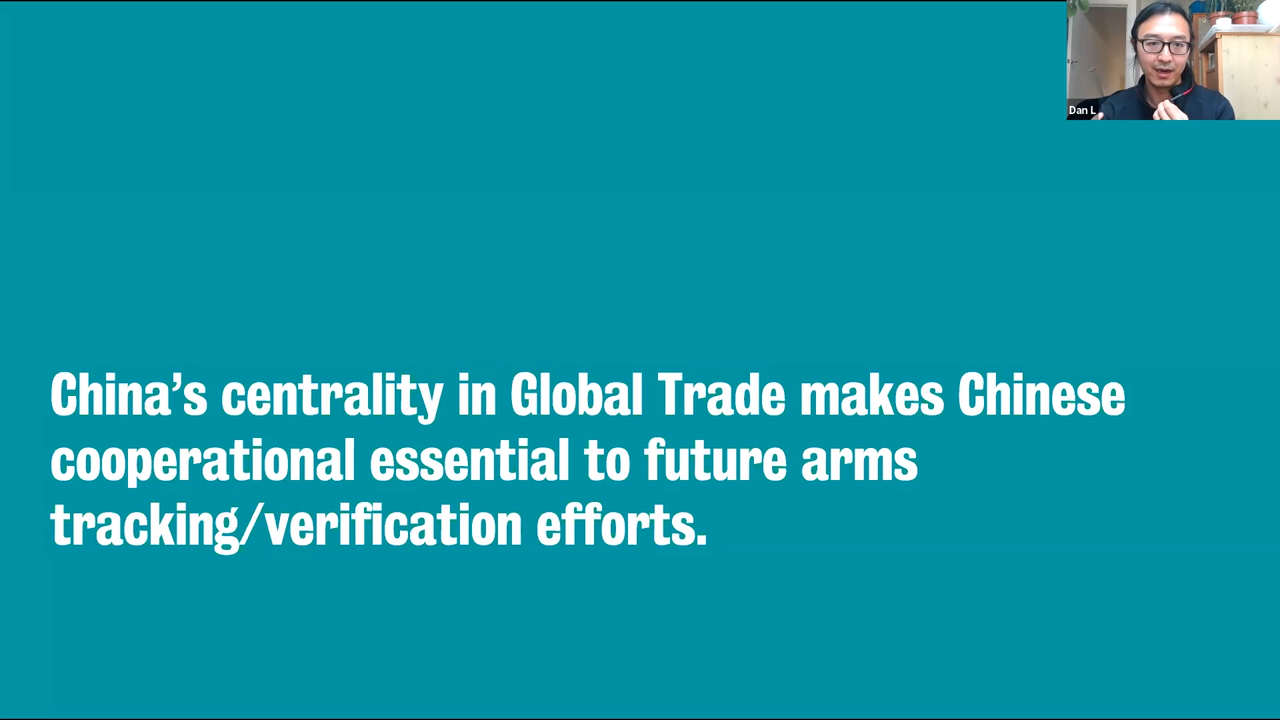 Dan L
China’s centrality in Global Trade makes Chinese
cooperational essential to future arms
tracking/verification efforts.